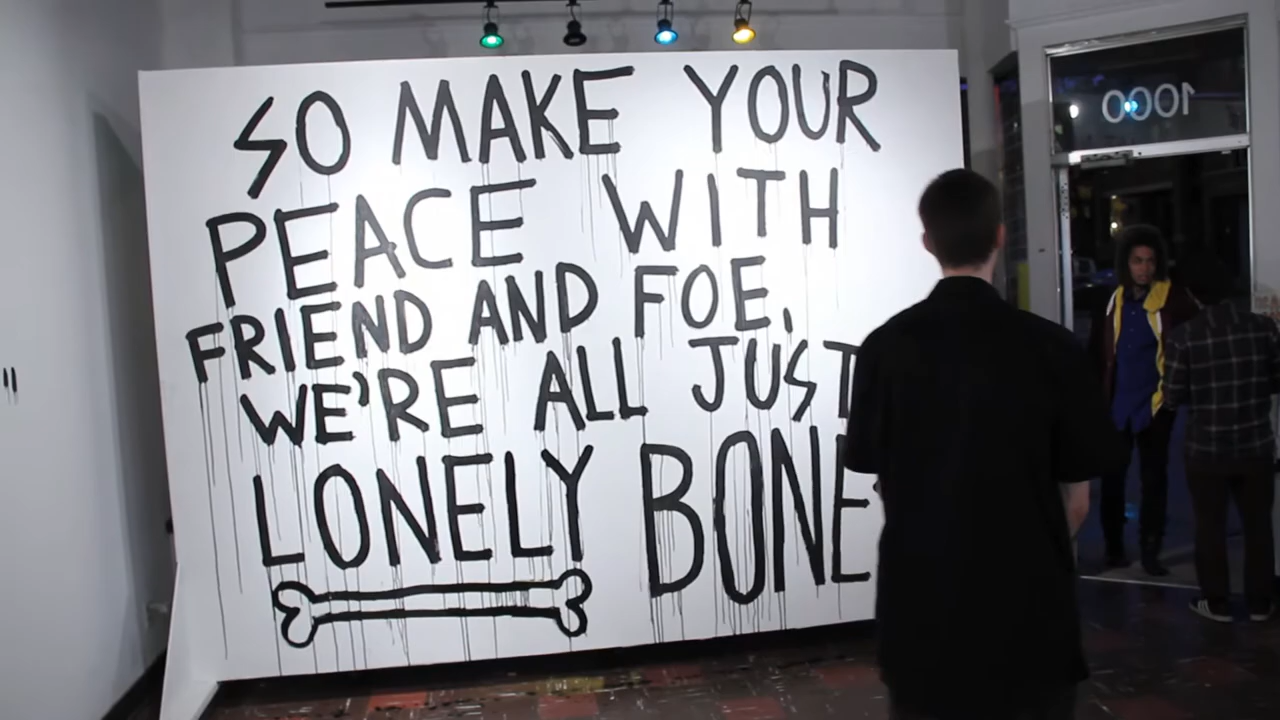 SO MAKE YOUR
PEACE WITH
FRIEND AND FOE,
WE'RE ALL JUST
LONELY BONE
1000